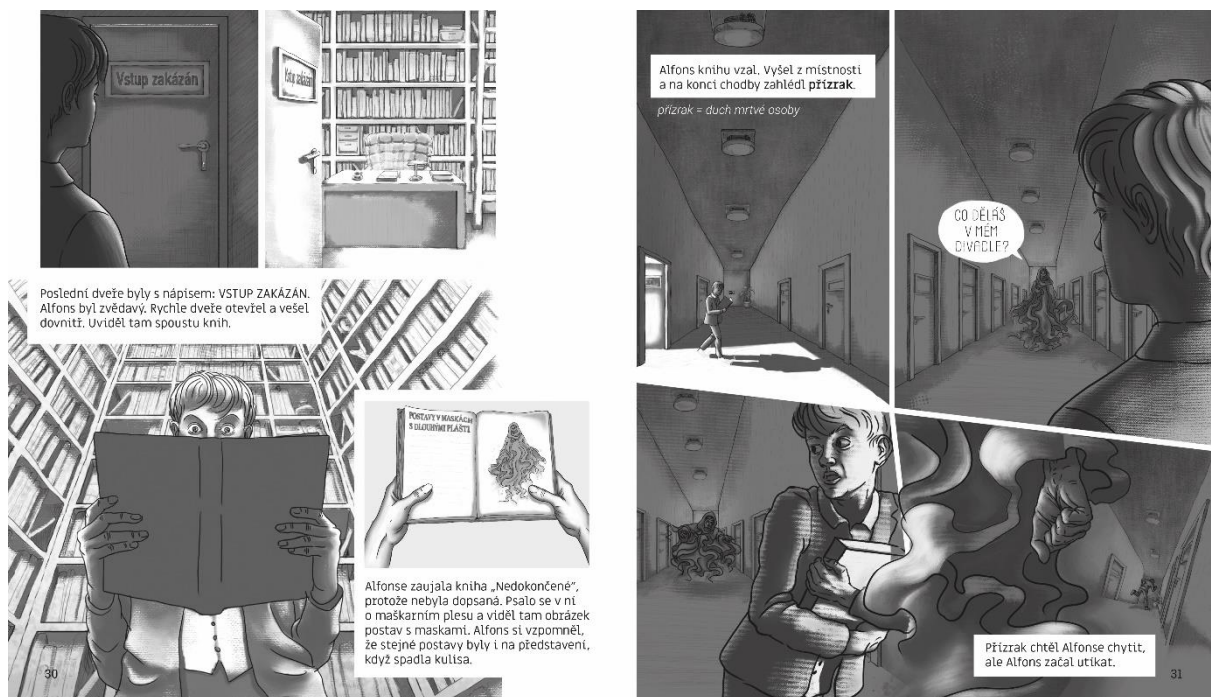 Vstup zakázán
Vstup zakázán
Poslední dveře byly s nápisem: VSTUP ZAKÁZÁN.
Alfons byl zvědavý. Rychle dveře otevřel a vešel
dovnitř. Uviděl tam spoustu knih.
POSTAVY V MASKÁCH
S DLOUHÝMI PLÁŠTI
Alfonse zaujala kniha „Nedokončené",
protože nebyla dopsaná. Psalo se v ní
o maškarním plesu a viděl tam obrázek
postav s maskami. Alfons si vzpomněl,
že stejné postavy byly i na představení,
když spadla kulisa.
30
Alfons knihu vzal. Vyšel z místnosti
a na konci chodby zahlédl přízrak.
přízrak = duch mrtvé osoby
CO DĚLÁŠ
V MÉM
DIVADLE?
Přízrak chtěl Alfonse chytit,
ale Alfons začal utíkat.
31